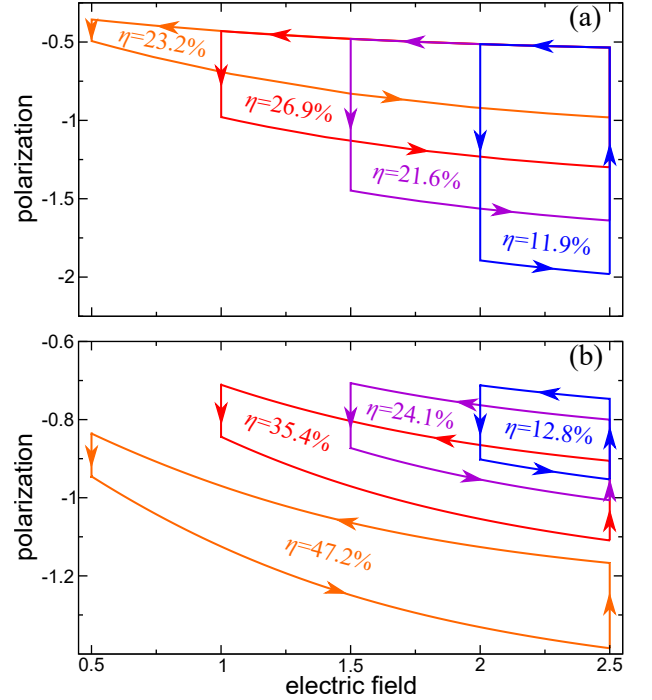 (a)
-0.5
η=23.2%
-1
η=26.9%
polarization
-1.5
η=21.6%
η=11.9%
-2
-0.6
(b)
-0.8
η=24.1%
η=12.8%
η=35.4%
polarization
-1
η=47.2%
-1.2
0.5
1
1.5
2
2.5
electric field